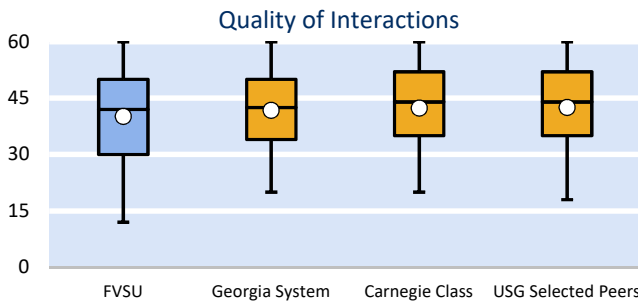 Quality of Interactions
60
45
30
15
0
FVSU
Georgia System
Carnegie Class
USG Selected Peers